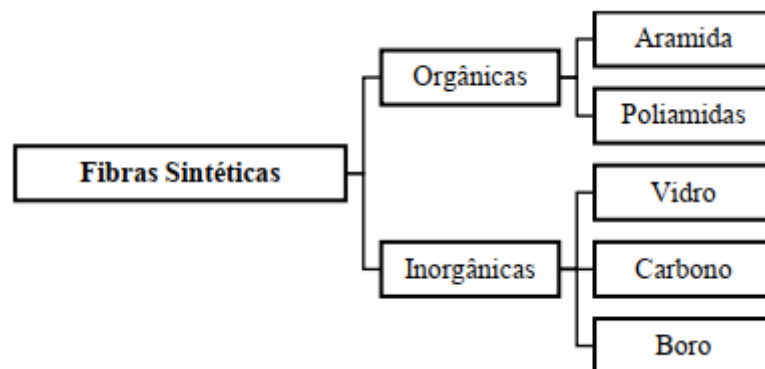 Fibras Sintéticas
Orgânicas
Aramida
Poliamidas
Inorgânicas
Vidro
Carbono
Boro